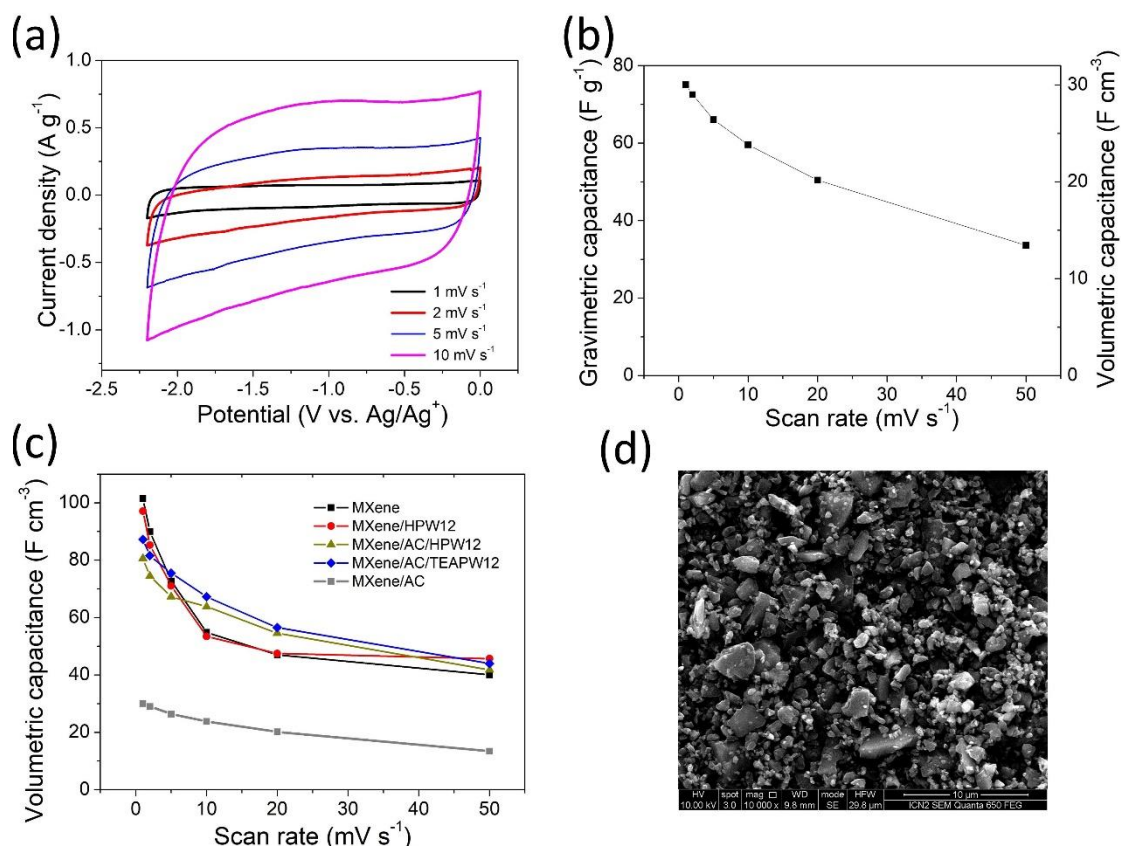 (a)
1.0
0.5
0.0
-0.5
-1.0
Current density (A g⁻¹)
-2.5 -2.0 -1.5 -1.0 -0.5 0.0
Potential (V vs. Ag/Ag⁺)
1 mV s⁻¹
2 mV s⁻¹
5 mV s⁻¹
10 mV s⁻¹
(b)
80
60
40
20
0
Gravimetric capacitance (F g⁻¹)
30
20
10
0
Volumetric capacitance (F cm⁻³)
0 10 20 30 40 50
Scan rate (mV s⁻¹)
(c)
100
80
60
40
20
0
Volumetric capacitance (F cm⁻³)
MXene
MXene/HPW12
MXene/AC/HPW12
MXene/AC/TEAPW12
MXene/AC
0 10 20 30 40 50
Scan rate (mV s⁻¹)
(d)
HV spot mag □ WD mode HFW
10.00 kV 3.0 10 000 x 9.8 mm SE 29.8 µm
10 µm
ICN2 SEM Quanta 650 FEG